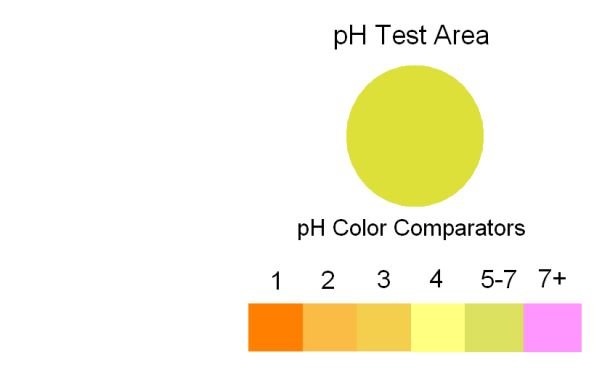 pH Test Area
pH Color Comparators
1 2 3 4 5-7 7+